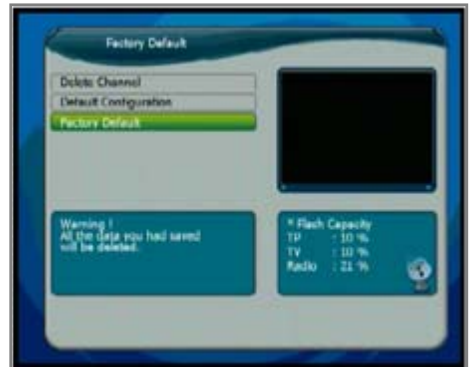 Factory Default
Delete Channel
Default Configuration
Factory Default
Warning !
All the data you had saved
will be deleted.
* Flash Capacity
TP : 10 %
TV : 10 %
Radio : 21 %